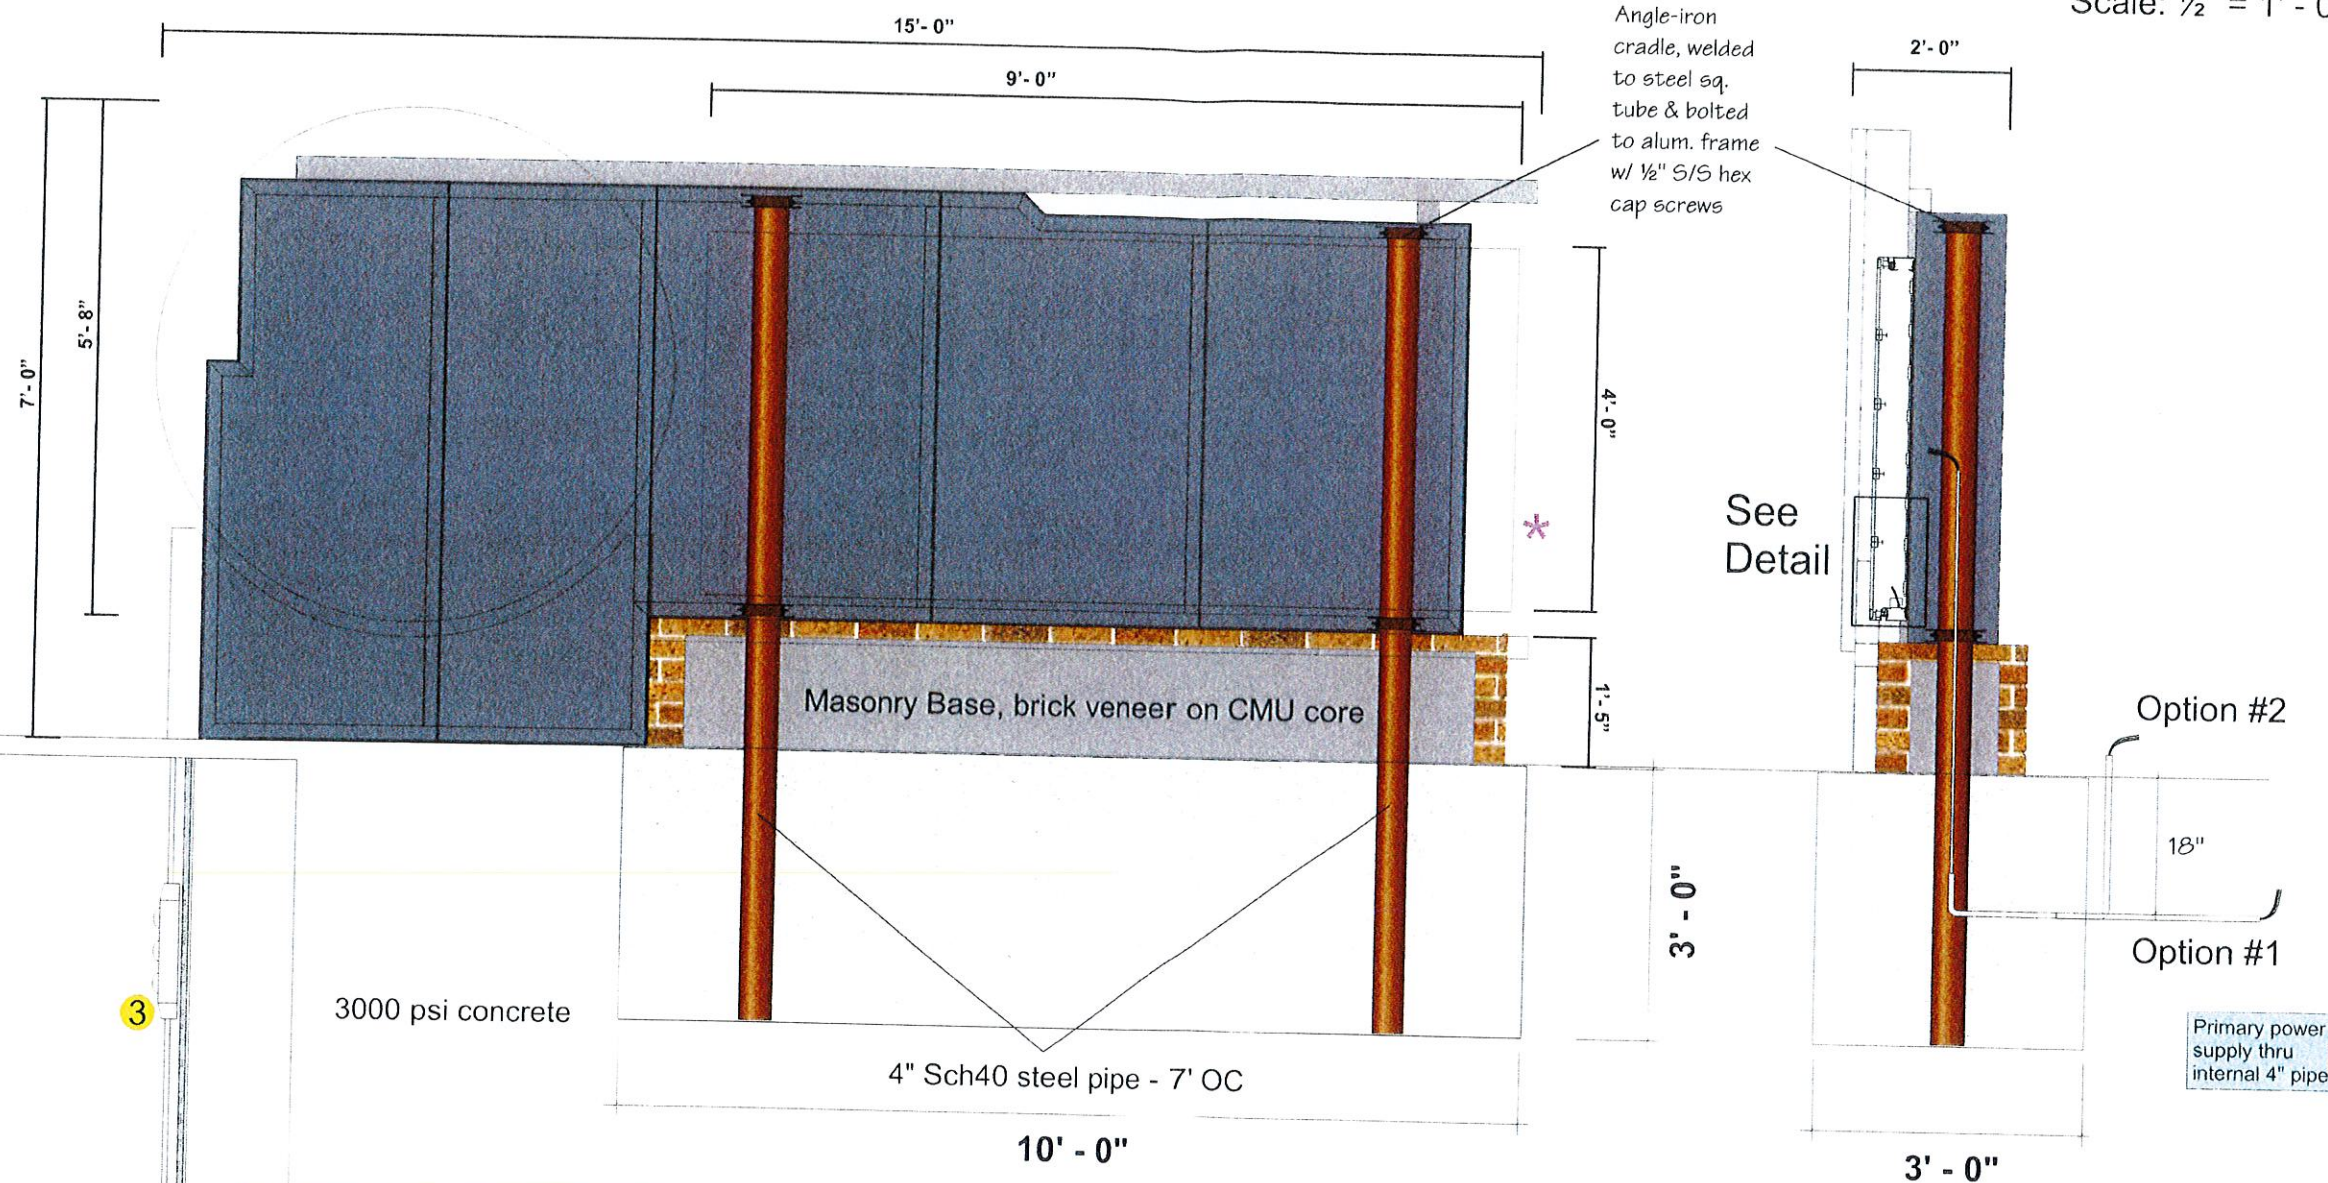 Scale: ½" = 1' - 0
15'- 0"
9'- 0"
2'- 0"
Angle-iron
cradle, welded
to steel sq.
tube & bolted
to alum. frame
w/ ½" S/S hex
cap screws
7'- 0"
5'- 8"
4'- 0"
*
See
Detail
Masonry Base, brick veneer on CMU core
1'- 5"
Option #2
18"
3' - 0"
Option #1
3
3000 psi concrete
4" Sch40 steel pipe - 7' OC
Primary power
supply thru
internal 4" pipe
10' - 0"
3' - 0"